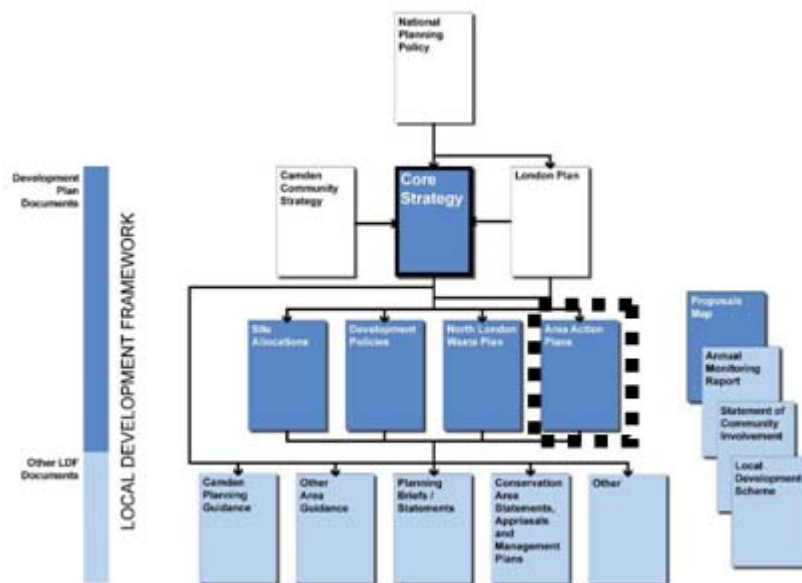 National
Planning
Policy
Development
Plan
Documents
Camden
Community
Strategy
Core
Strategy
London Plan
LOCAL DEVELOPMENT FRAMEWORK
Site
Allocations
Development
Policies
North London
Waste Plan
Area Action
Plans
Proposals
Map
Annual
Monitoring
Report
Statement of
Community
Involvement
Local
Development
Scheme
Other LDF
Documents
Camden
Planning
Guidance
Other
Area
Guidance
Planning
Briefs /
Statements
Conservation
Area
Statements,
Appriasals
and
Management
Plans
Other